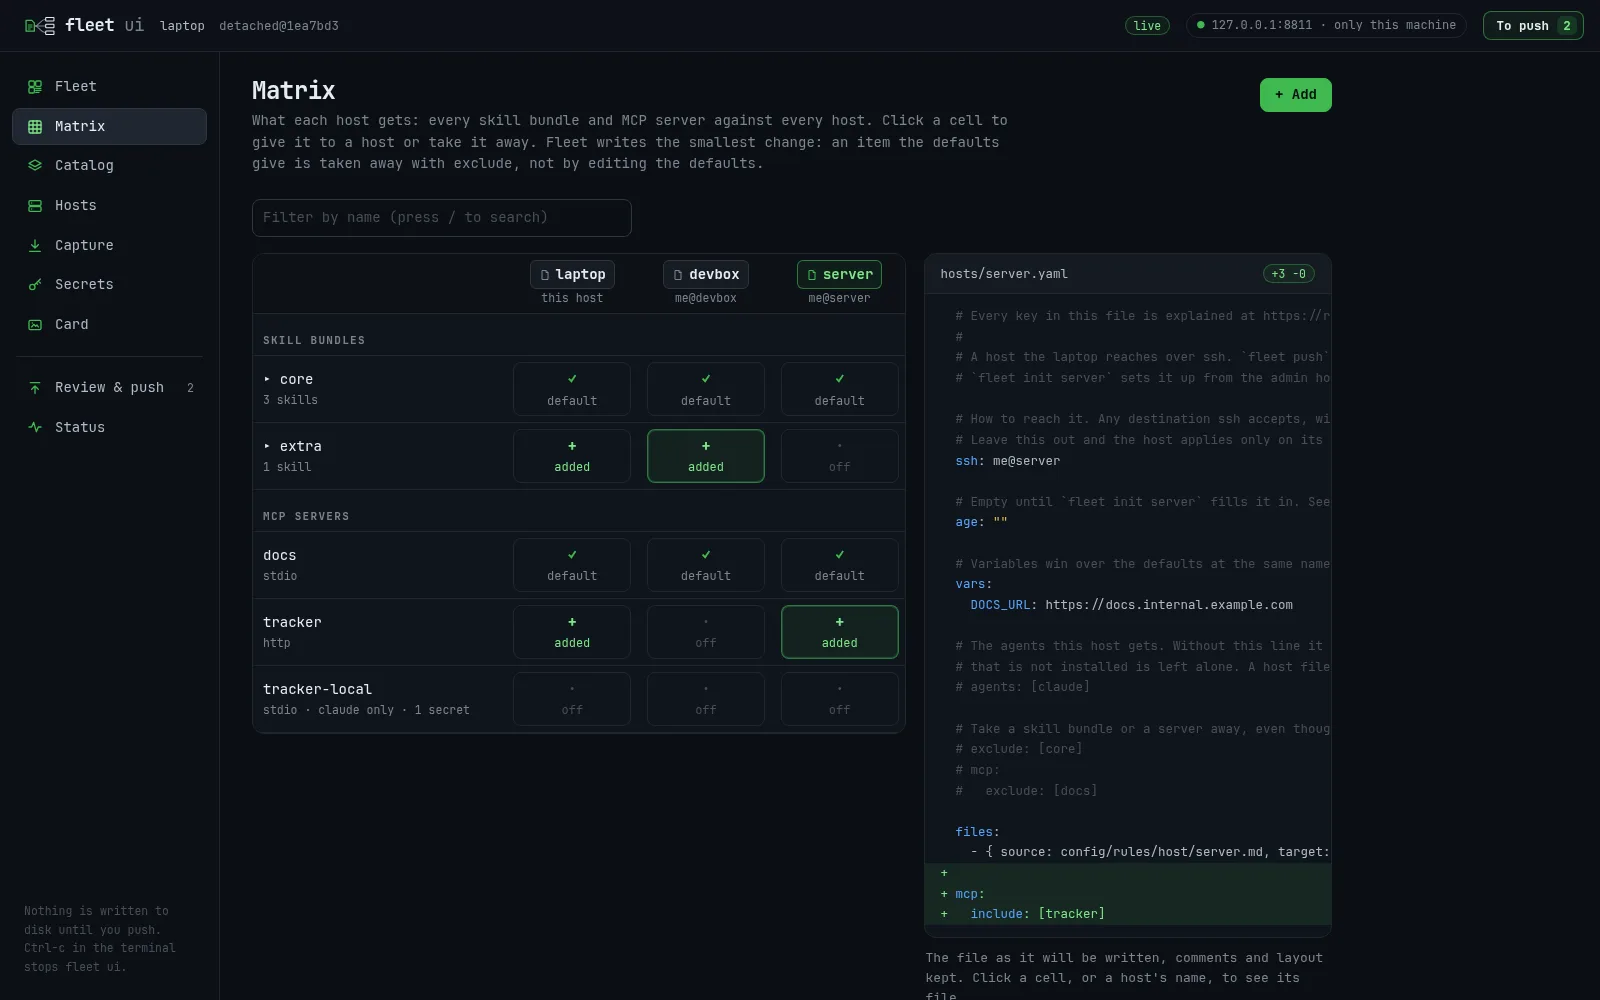 fleet ui laptop detached@1ea7bd3
live
127.0.0.1:8811 · only this machine
To push 2
Fleet
Matrix
Catalog
Hosts
Capture
Secrets
Card
Review & push 2
Status
Nothing is written to
disk until you push.
Ctrl-c in the terminal
stops fleet ui.
Matrix
+ Add
What each host gets: every skill bundle and MCP server against every host. Click a cell to
give it to a host or take it away. Fleet writes the smallest change: an item the defaults
give is taken away with exclude, not by editing the defaults.
Filter by name (press / to search)
laptop devbox server
this host me@devbox me@server
SKILL BUNDLES
▸ core ✓ ✓ ✓
3 skills default default default
▸ extra + + ·
1 skill added added off
MCP SERVERS
docs ✓ ✓ ✓
stdio default default default
tracker + · +
http added off added
tracker-local · · ·
stdio · claude only · 1 secret off off off
hosts/server.yaml +3 -0
# Every key in this file is explained at https://r
#
# A host the laptop reaches over ssh. `fleet push`
# `fleet init server` sets it up from the admin ho
# How to reach it. Any destination ssh accepts, wi
# Leave this out and the host applies only on its
ssh: me@server
# Empty until `fleet init server` fills it in. See
age: ""
# Variables win over the defaults at the same name
vars:
DOCS_URL: https://docs.internal.example.com
# The agents this host gets. Without this line it
# that is not installed is left alone. A host file
# agents: [claude]
# Take a skill bundle or a server away, even thoug
# exclude: [core]
# mcp:
#   exclude: [docs]
files:
- { source: config/rules/host/server.md, target:
+
+ mcp:
+   include: [tracker]
The file as it will be written, comments and layout
kept. Click a cell, or a host's name, to see its
file.